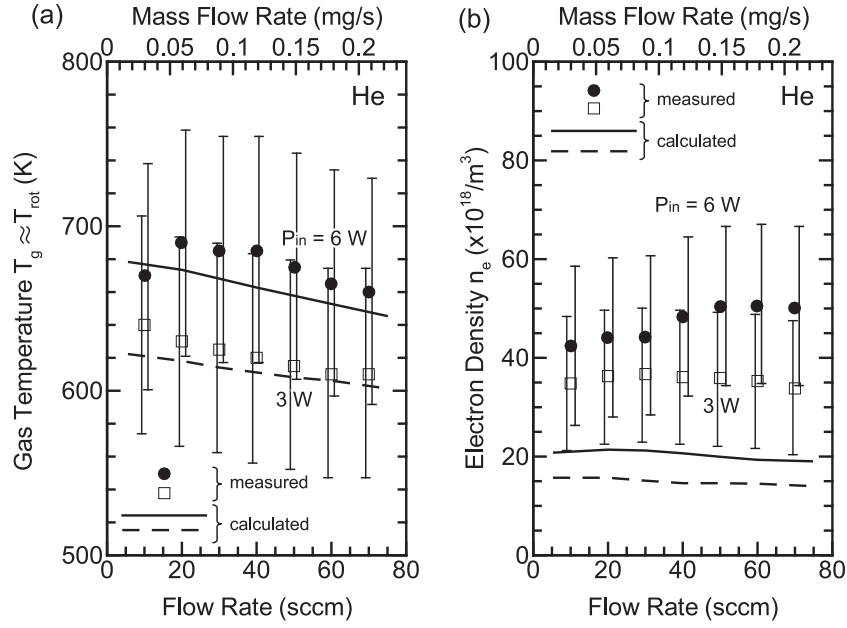 (a)
Mass Flow Rate (mg/s)
0 0.05 0.1 0.15 0.2
800
700
600
500
Gas Temperature Tg ≈ Trot (K)
He
Pin = 6 W
3 W
measured
calculated
0 20 40 60 80
Flow Rate (sccm)
(b)
Mass Flow Rate (mg/s)
0 0.05 0.1 0.15 0.2
100
80
60
40
20
0
Electron Density ne (x10^18/m^3)
measured
He
calculated
Pin = 6 W
3 W
0 20 40 60 80
Flow Rate (sccm)